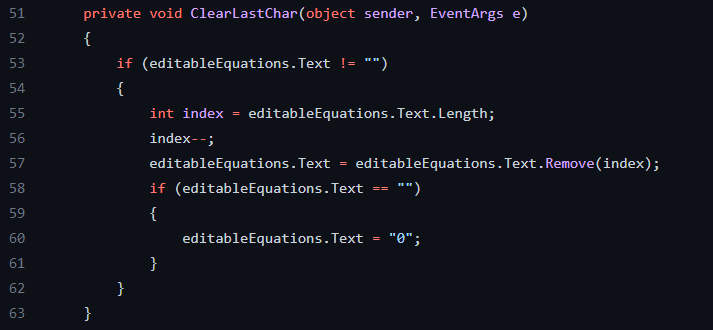 51 private void ClearLastChar(object sender, EventArgs e)
52 {
53 if (editableEquations.Text != "")
54 {
55 int index = editableEquations.Text.Length;
56 index--;
57 editableEquations.Text = editableEquations.Text.Remove(index);
58 if (editableEquations.Text == "")
59 {
60 editableEquations.Text = "0";
61 }
62 }
63 }